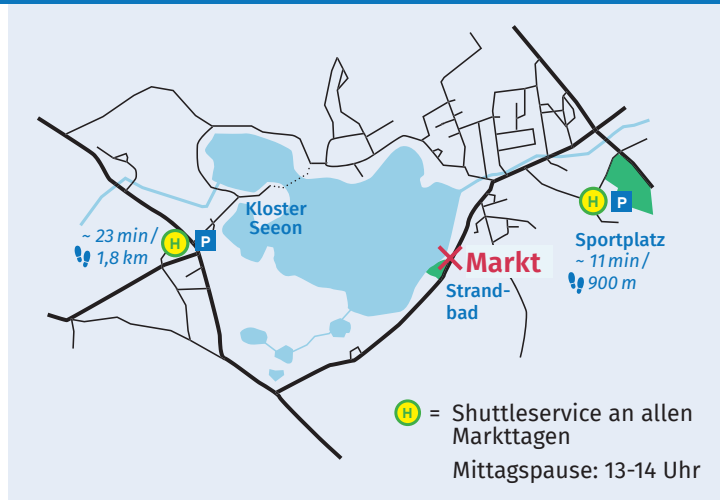 Kloster
Seeon
~ 23 min /
1,8 km
H
P
H
P
Sportplatz
~ 11 min /
900 m
Markt
Strand-
bad
H = Shuttleservice an allen
Markttagen
Mittagspause: 13-14 Uhr